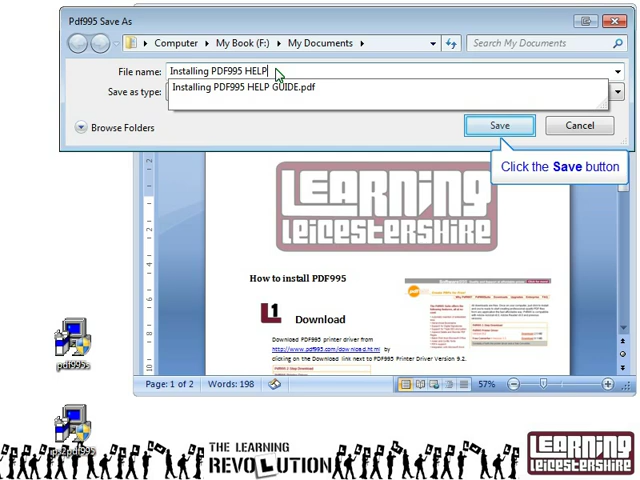 Pdf995 Save As
Computer
My Book (F:)
My Documents
Search My Documents
File name: Installing PDF995 HELP
Save as type:
Installing PDF995 HELP GUIDE.pdf
Browse Folders
Save
Cancel
Click the Save button
LEARNING
LEICESTERSHIRE
How to install PDF995
1
Download
Download PDF995 printer driver from
http://www.pdf995.com/download.html by
clicking on the Download link next to PDF995 Printer Driver Version 9.2.
pdf995s
ps2pdf995
Page: 1 of 2
Words: 198
57%
THE LEARNING
REVOLUTION
LEARNING
LEICESTERSHIRE